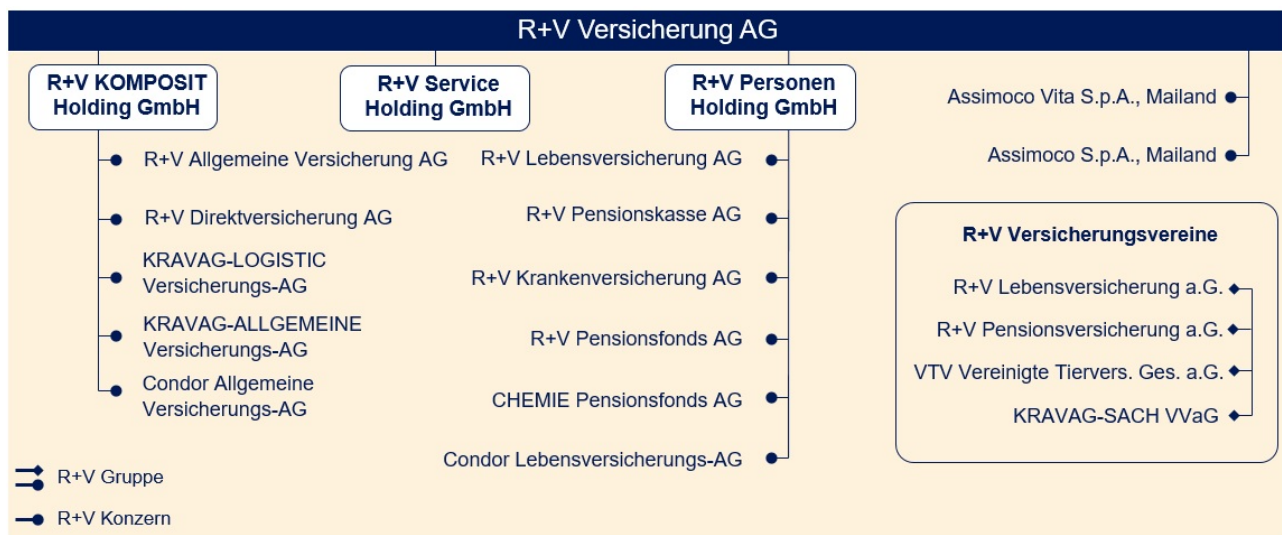 R+V Versicherung AG
R+V KOMPOSIT
Holding GmbH
R+V Allgemeine Versicherung AG
R+V Direktversicherung AG
KRAVAG-LOGISTIC
Versicherungs-AG
KRAVAG-ALLGEMEINE
Versicherungs-AG
Condor Allgemeine
Versicherungs-AG
R+V Service
Holding GmbH
R+V Personen
Holding GmbH
R+V Lebensversicherung AG
R+V Pensionskasse AG
R+V Krankenversicherung AG
R+V Pensionsfonds AG
CHEMIE Pensionsfonds AG
Condor Lebensversicherungs-AG
Assimoco Vita S.p.A., Mailand
Assimoco S.p.A., Mailand
R+V Versicherungsvereine
R+V Lebensversicherung a.G.
R+V Pensionsversicherung a.G.
VTV Vereinigte Tiervers. Ges. a.G.
KRAVAG-SACH VVaG
R+V Gruppe
R+V Konzern